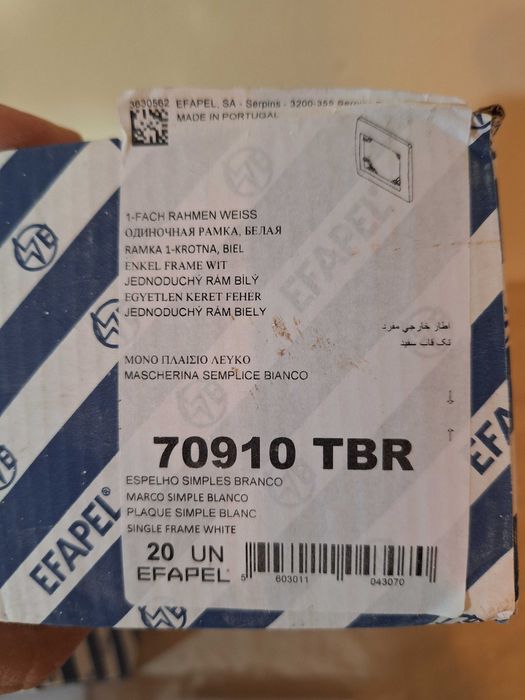 3630562 EFAPEL, SA - Serpins - 3200-355
MADE IN PORTUGAL
1-FACH RAHMEN WEISS
ОДИНОЧНАЯ РАМКА, БЕЛАЯ
RAMKA 1-KROTNA, BIEL
ENKEL FRAME WIT
JEDNODUCHÝ RÁM BÍLÝ
EGYETLEN KERET FEHER
JEDNODUCHÝ RÁM BIELY
اطار خارجي مفرد
تک قاب سفید
ΜΟΝΟ ΠΛΑΙΣΙΟ ΛΕΥΚΟ
MASCHERINA SEMPLICE BIANCO
70910 TBR
ESPELHO SIMPLES BRANCO
MARCO SIMPLE BLANCO
PLAQUE SIMPLE BLANC
SINGLE FRAME WHITE
20 UN
EFAPEL
5 603011 043070
EFAPEL®
EFAPEL
EFA